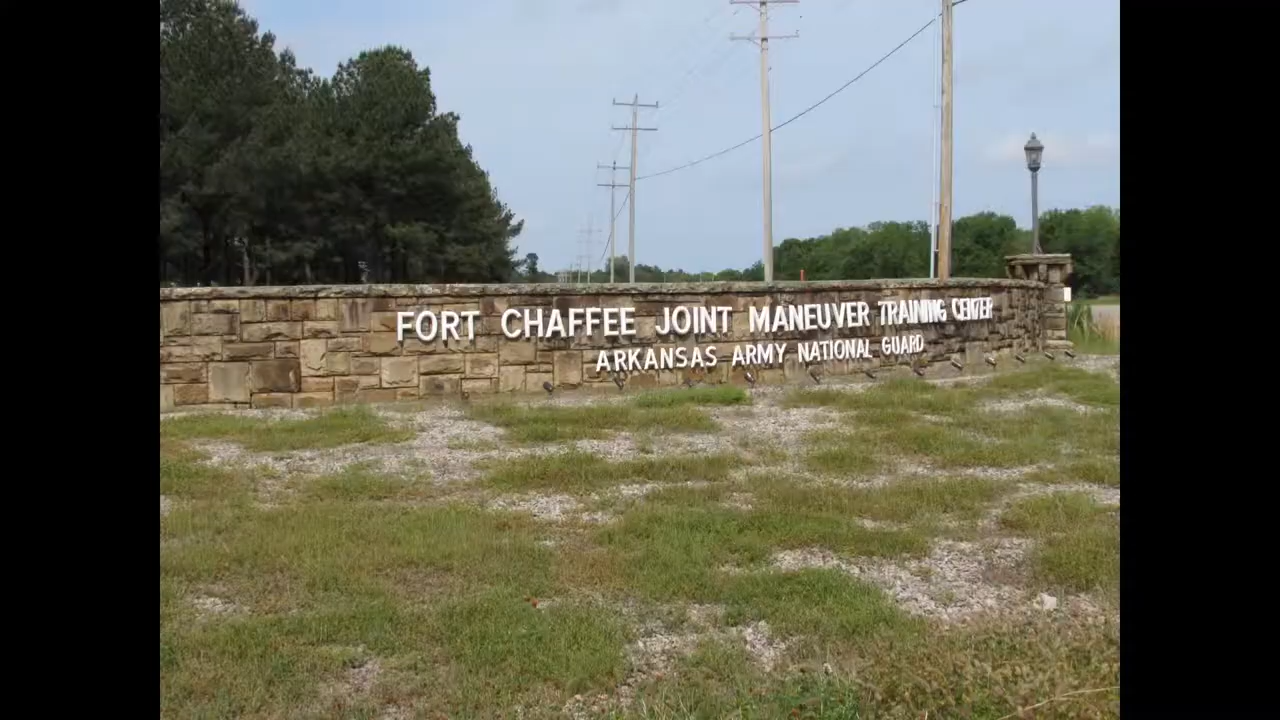 FORT CHAFFEE JOINT MANEUVER TRAINING CENTER
ARKANSAS ARMY NATIONAL GUARD